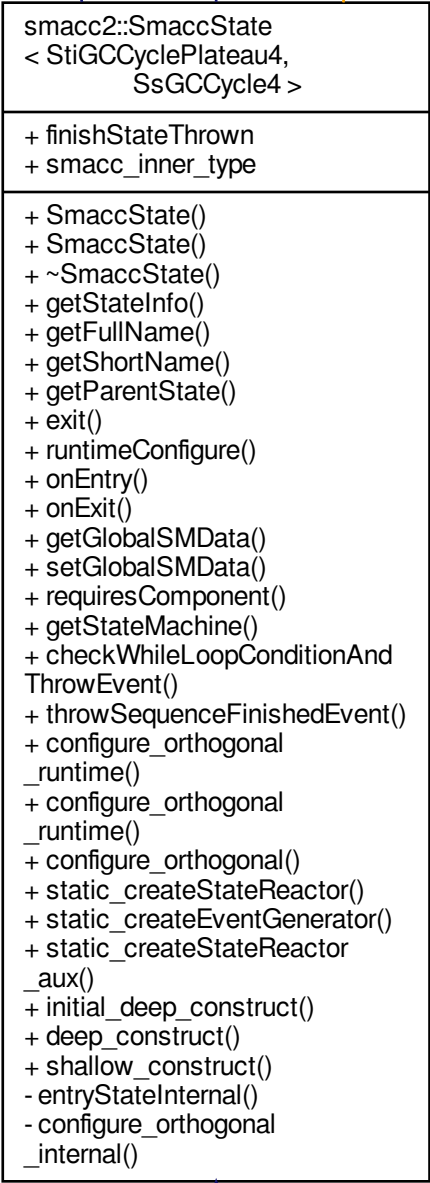 smacc2::SmaccState
< StiGCCyclePlateau4,
SsGCCycle4 >
+ finishStateThrown
+ smacc_inner_type
+ SmaccState()
+ SmaccState()
+ ~SmaccState()
+ getStateInfo()
+ getFullName()
+ getShortName()
+ getParentState()
+ exit()
+ runtimeConfigure()
+ onEntry()
+ onExit()
+ getGlobalSMData()
+ setGlobalSMData()
+ requiresComponent()
+ getStateMachine()
+ checkWhileLoopConditionAnd
ThrowEvent()
+ throwSequenceFinishedEvent()
+ configure_orthogonal
_runtime()
+ configure_orthogonal
_runtime()
+ configure_orthogonal()
+ static_createStateReactor()
+ static_createEventGenerator()
+ static_createStateReactor
_aux()
+ initial_deep_construct()
+ deep_construct()
+ shallow_construct()
- entryStateInternal()
- configure_orthogonal
_internal()